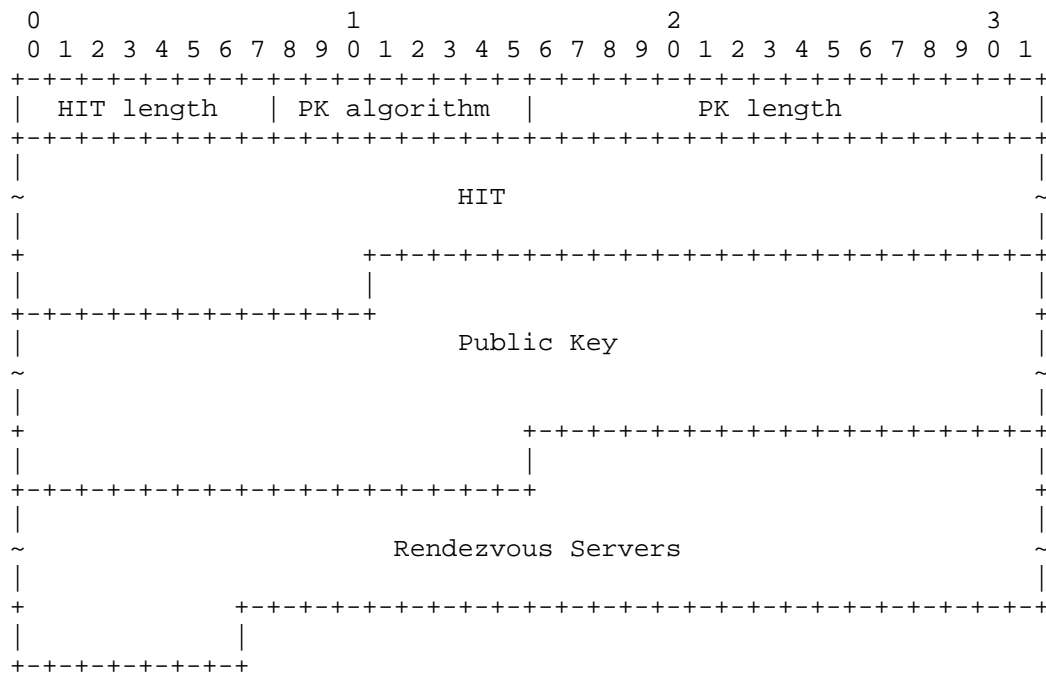 0                   1                   2                   3
0 1 2 3 4 5 6 7 8 9 0 1 2 3 4 5 6 7 8 9 0 1 2 3 4 5 6 7 8 9 0 1
HIT length | PK algorithm | PK length
HIT
Public Key
Rendezvous Servers